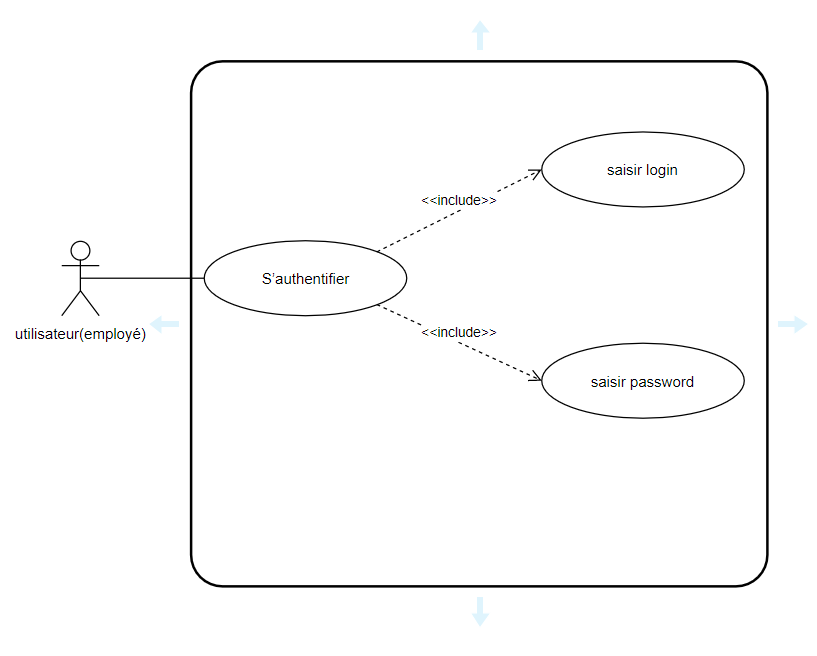 saisir login
<<include>>
S'authentifier
<<include>>
utilisateur(employé)
saisir password